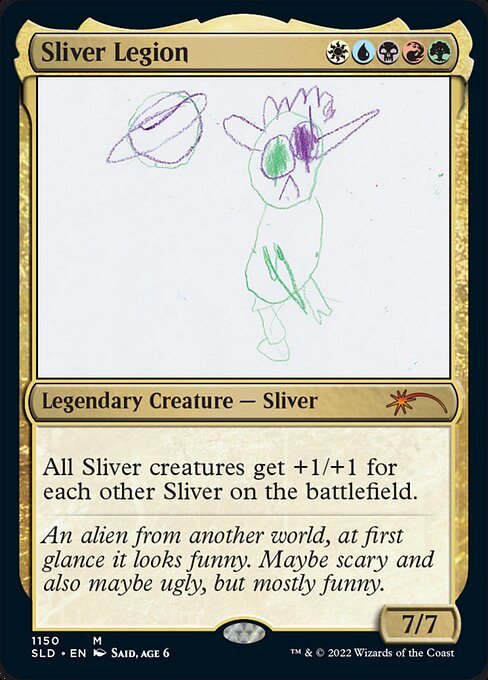 Sliver Legion
Legendary Creature — Sliver
All Sliver creatures get +1/+1 for
each other Sliver on the battlefield.
An alien from another world, at first
glance it looks funny. Maybe scary and
also maybe ugly, but mostly funny.
7/7
1150 M
SLD • EN SAID, AGE 6
™ & © 2022 Wizards of the Coast